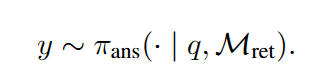 y ∼ π_ans(· | q, ℳ_ret).